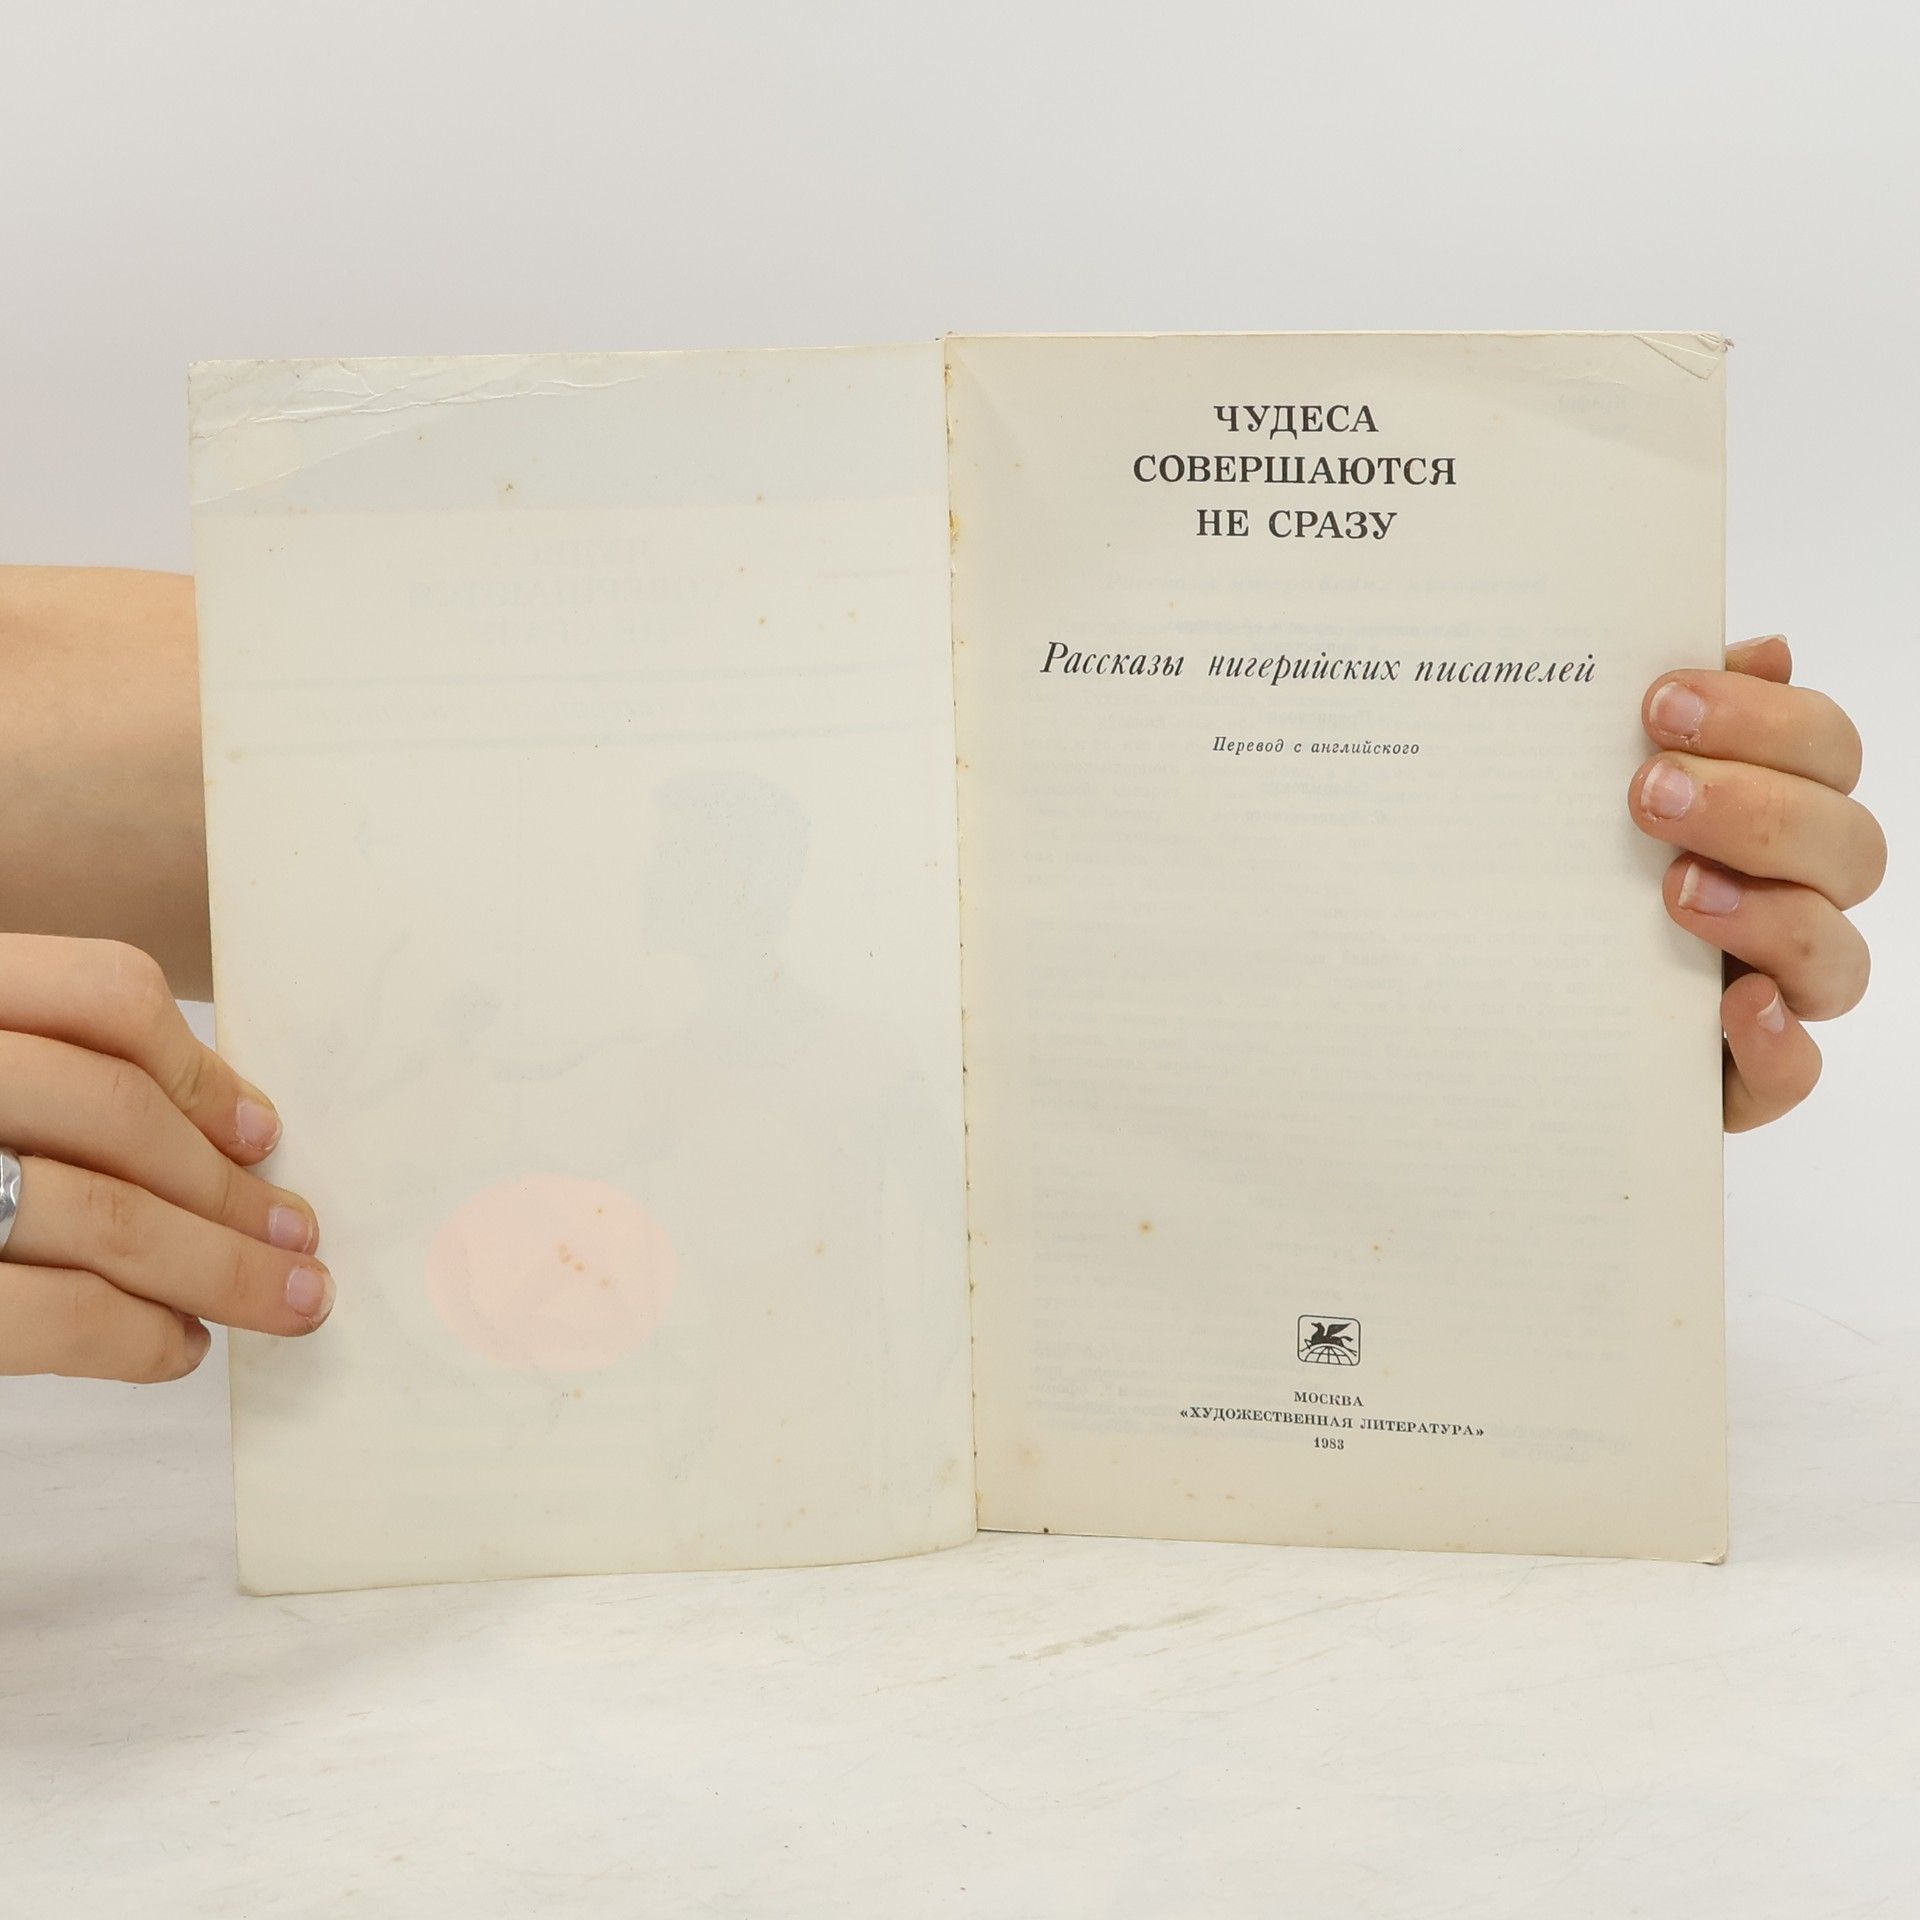 ЧУДЕСА
СОВЕРШАЮТСЯ
НЕ СРАЗУ
Рассказы нигерийских писателей
Перевод с английского
МОСКВА
«ХУДОЖЕСТВЕННАЯ ЛИТЕРАТУРА»
1983